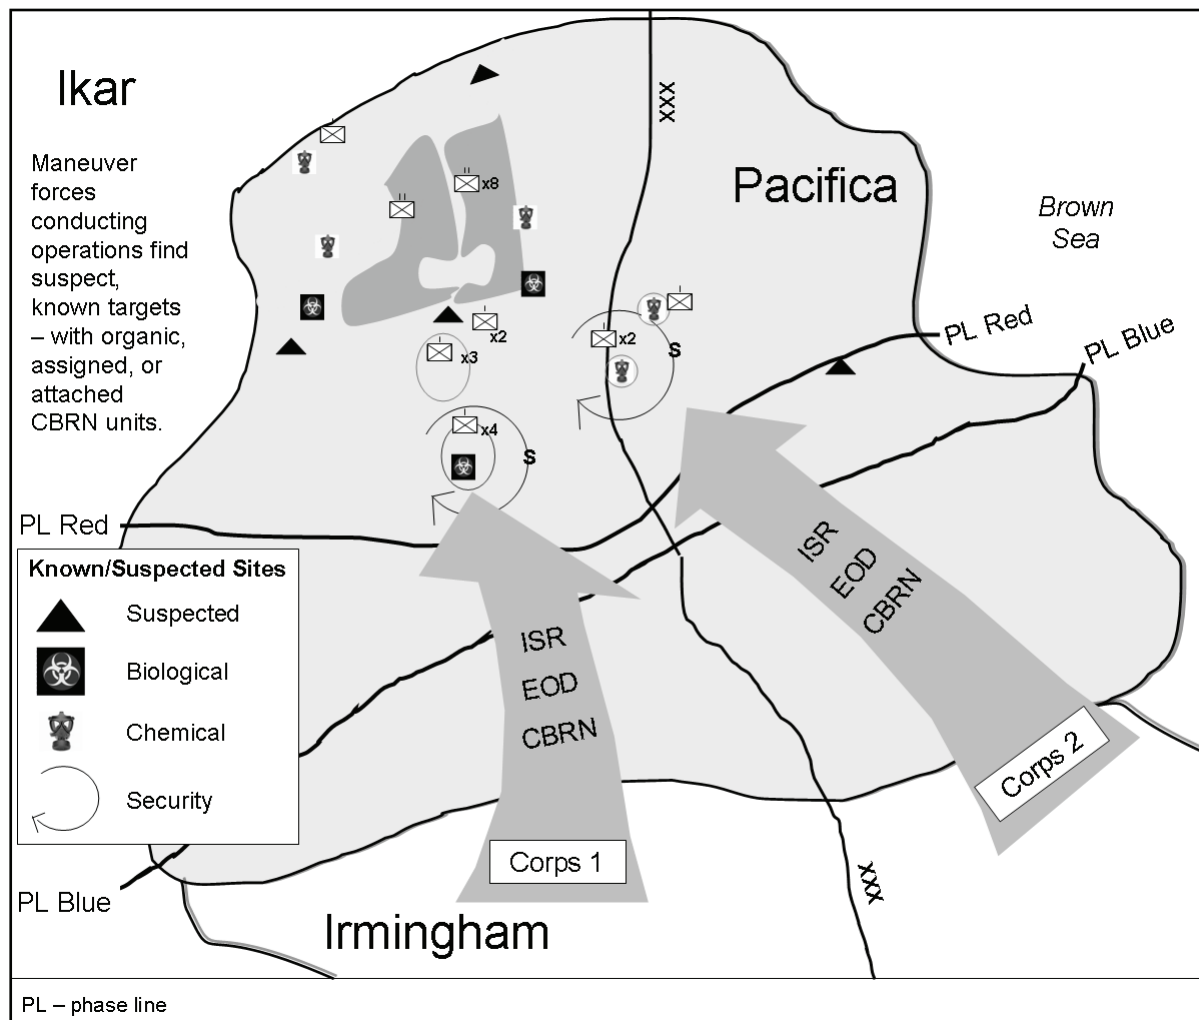 Ikar
Maneuver
forces
conducting
operations find
suspect,
known targets
– with organic,
assigned, or
attached
CBRN units.
XXX
Pacifica
Brown
Sea
x8
x2
x3
x2
S
x4
S
PL Red
PL Blue
PL Red
Known/Suspected Sites
Suspected
Biological
Chemical
Security
ISR
EOD
CBRN
ISR
EOD
CBRN
Corps 1
Corps 2
XXX
PL Blue
Irmingham
PL – phase line